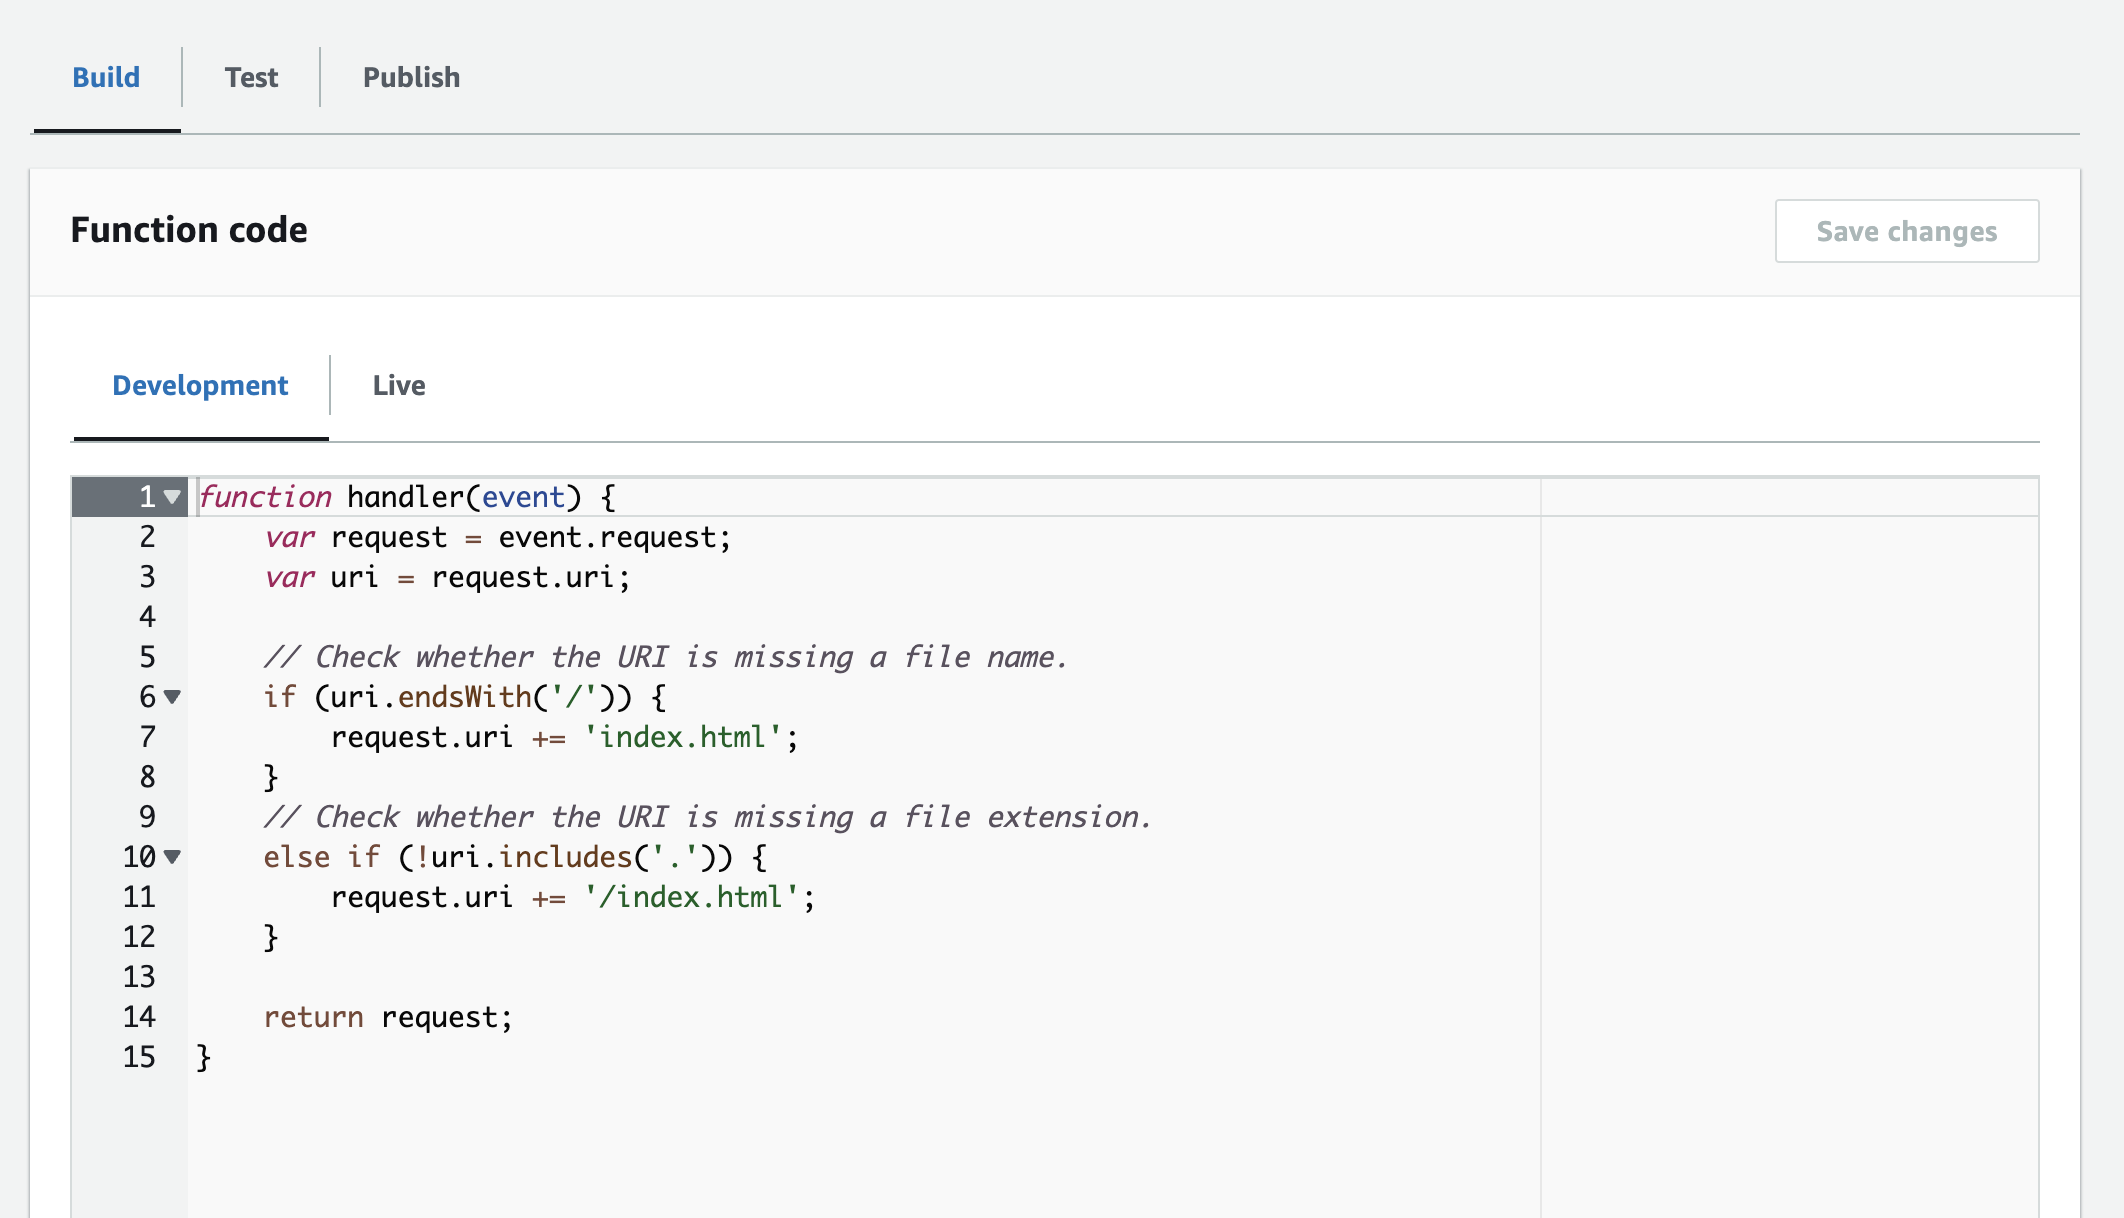 Build Test Publish
Function code Save changes
Development Live
1 function handler(event) {
2     var request = event.request;
3     var uri = request.uri;
4
5     // Check whether the URI is missing a file name.
6     if (uri.endsWith('/')) {
7         request.uri += 'index.html';
8     }
9     // Check whether the URI is missing a file extension.
10     else if (!uri.includes('.')) {
11         request.uri += '/index.html';
12     }
13
14     return request;
15 }